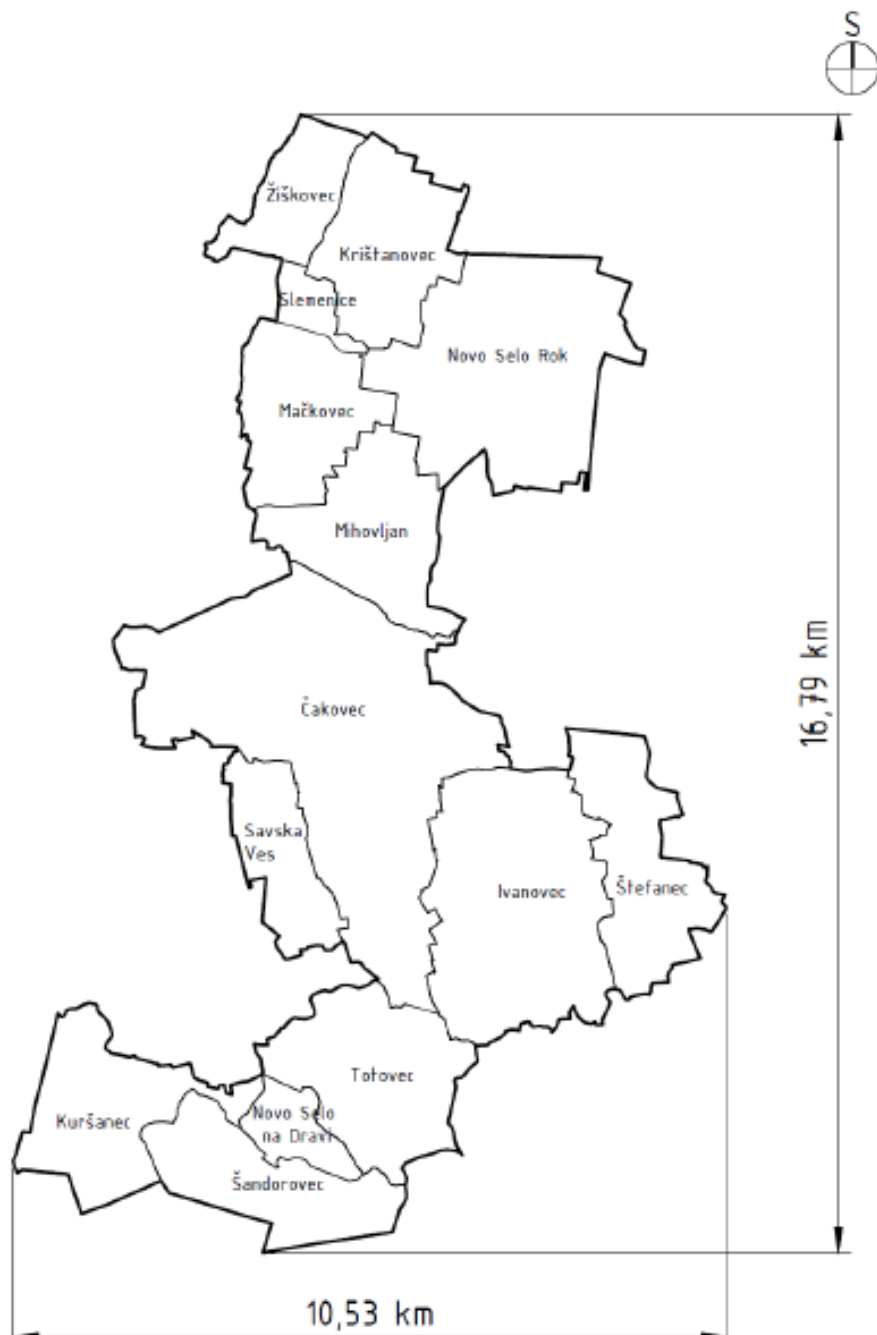 S
Žiškovec
Krištanovec
Slemenice
Novo Selo Rok
Mačkovec
Mihovljan
16,79 km
Čakovec
Savska
Ves
Ivanovec
Štefanec
Totovec
Kuršanec
Novo Selo
na Dravi
Šandorovec
10,53 km